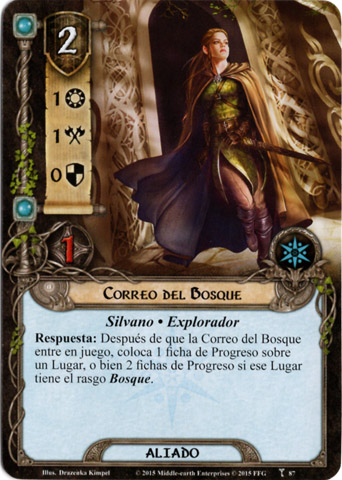 2
1
1
0
1
CORREO DEL BOSQUE
Silvano • Explorador
Respuesta: Después de que la Correo del Bosque
entre en juego, coloca 1 ficha de Progreso sobre
un Lugar, o bien 2 fichas de Progreso si ese Lugar
tiene el rasgo Bosque.
ALIADO
Illus. Drazenka Kimpel © 2015 Middle-earth Enterprises © 2015 FFG 87